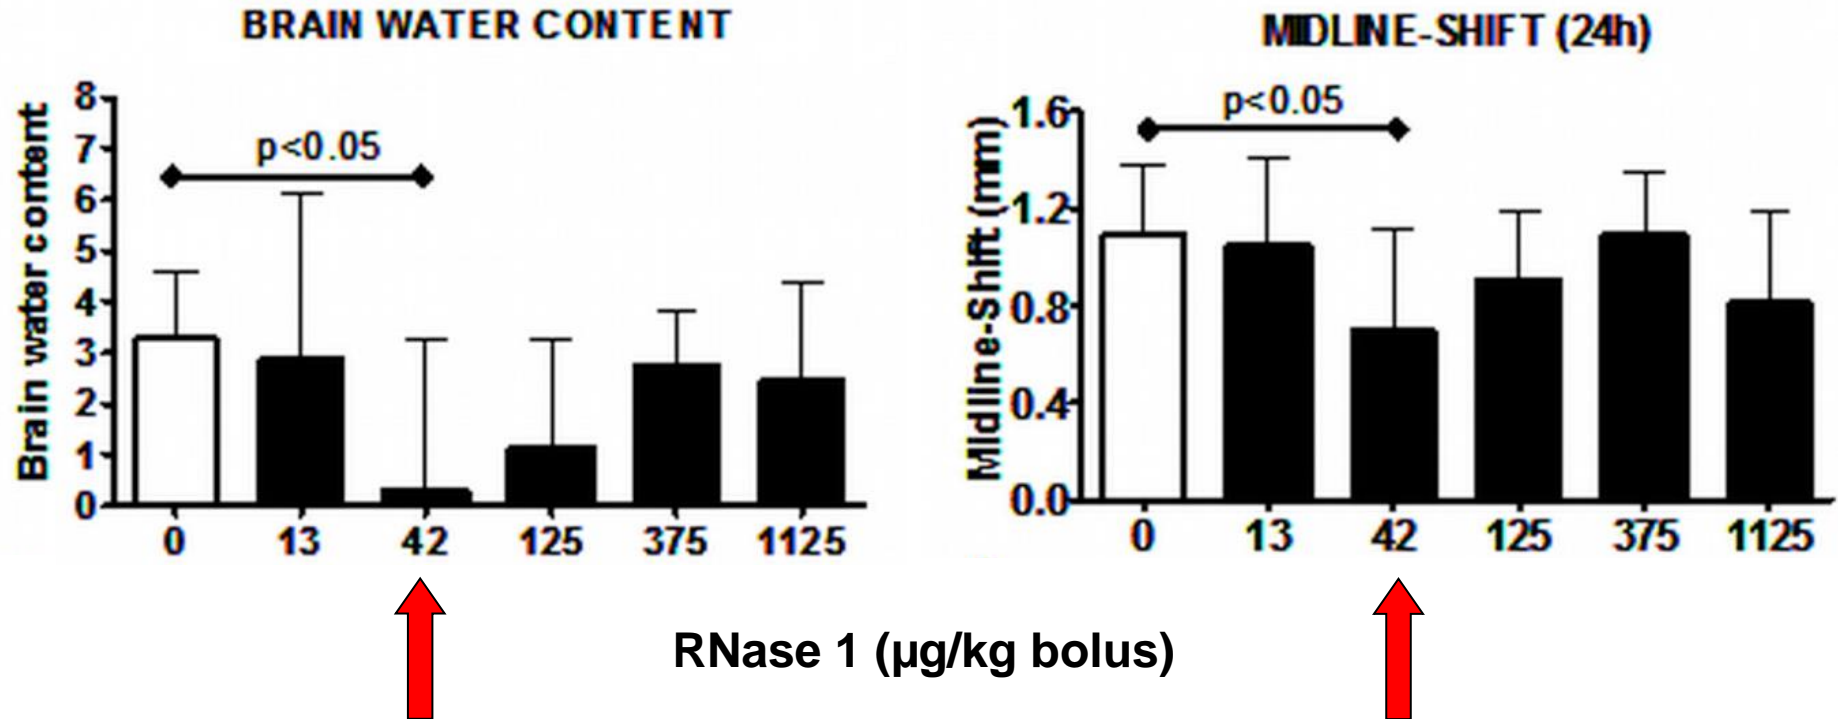 BRAIN WATER CONTENT
Brain water content
8
7
6
5
4
3
2
1
0
p<0.05
0 13 42 125 375 1125
MIDLINE-SHIFT (24h)
Midline-Shift (mm)
1.6
1.2
0.8
0.4
0.0
p<0.05
0 13 42 125 375 1125
RNase 1 (µg/kg bolus)